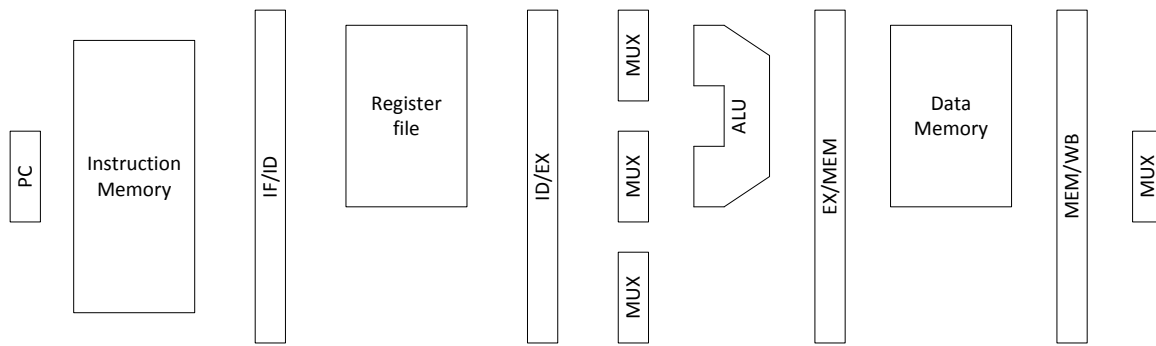 PC
Instruction
Memory
IF/ID
Register
file
ID/EX
MUX
MUX
MUX
ALU
EX/MEM
Data
Memory
MEM/WB
MUX